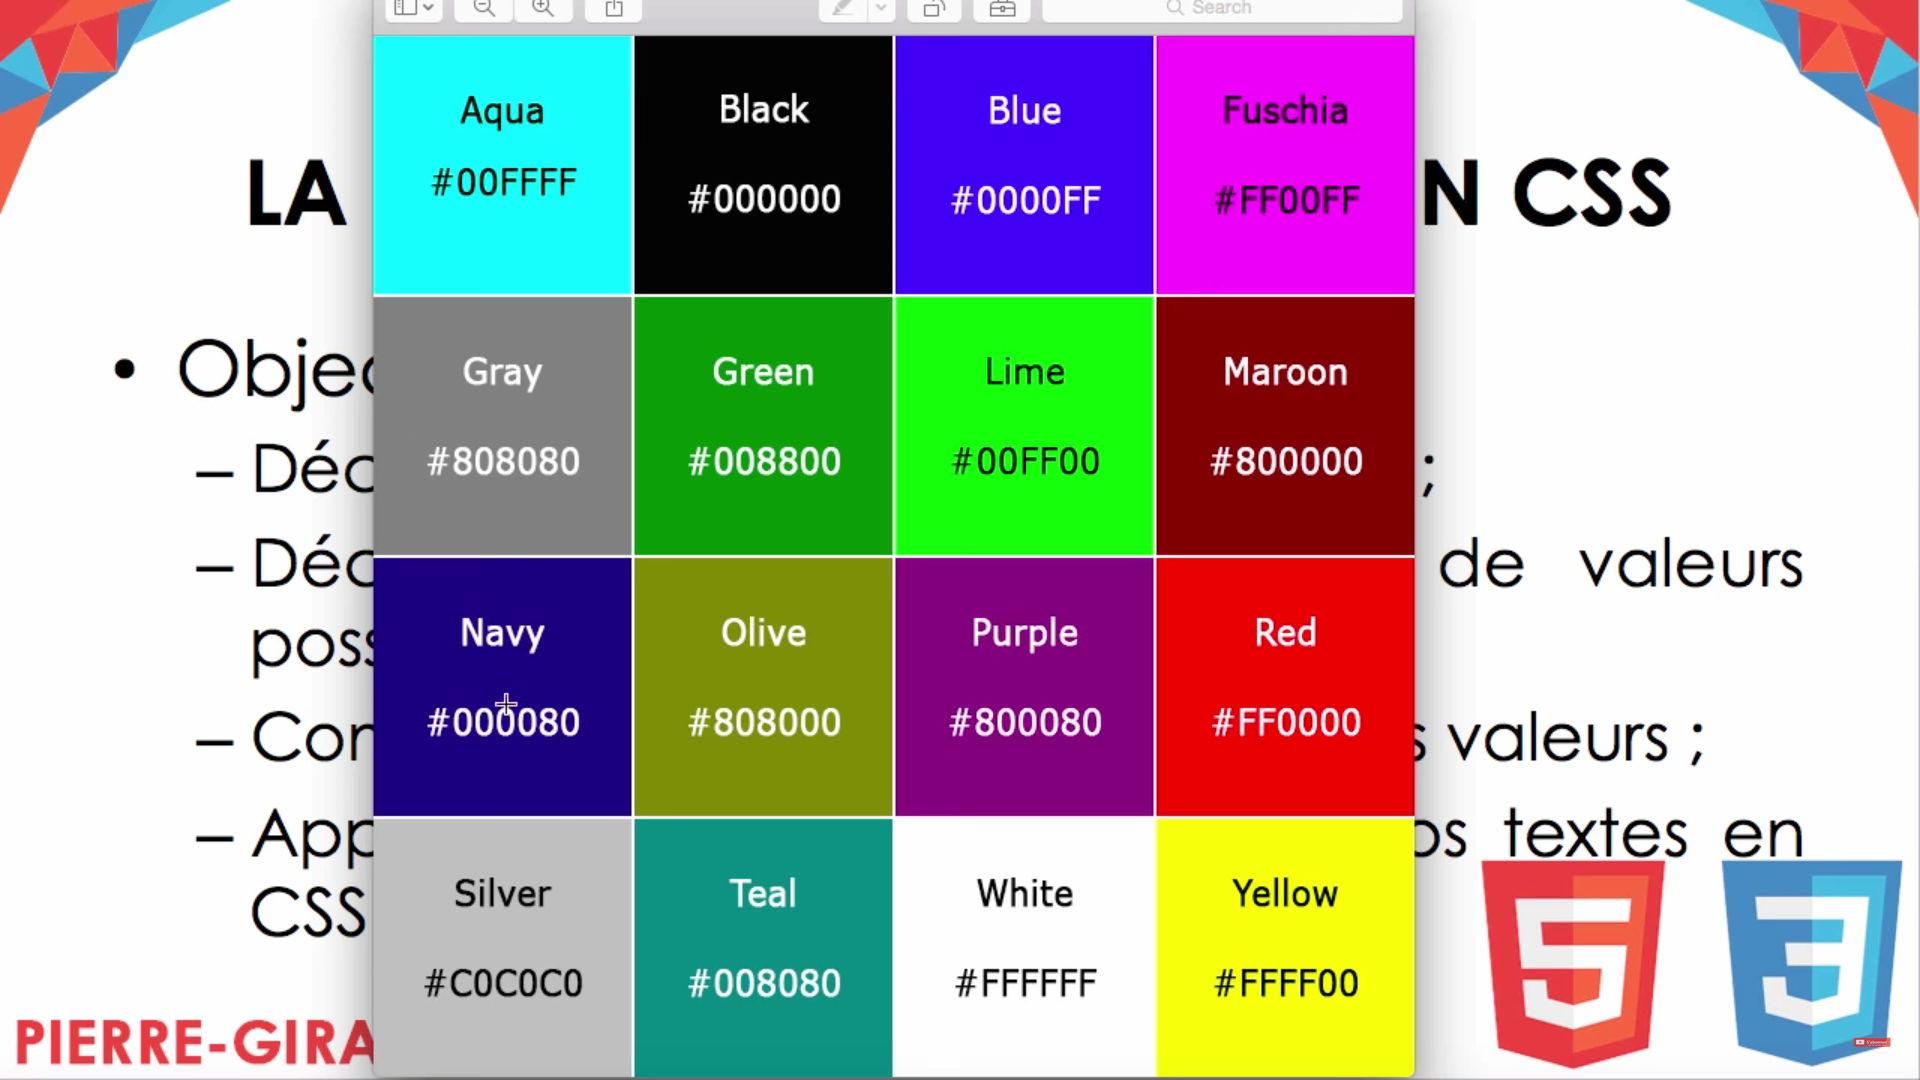 Search
LA
N CSS
Aqua
#00FFFF
Black
#000000
Blue
#0000FF
Fuschia
#FF00FF
• Objec
Gray
#808080
Green
#008800
Lime
#00FF00
Maroon
#800000
– Déc
;
– Déc
de valeurs
poss
Navy
#000080
Olive
#808000
Purple
#800080
Red
#FF0000
– Con
s valeurs ;
– App
os textes en
CSS
Silver
#C0C0C0
Teal
#008080
White
#FFFFFF
Yellow
#FFFF00
5
3
PIERRE-GIRA